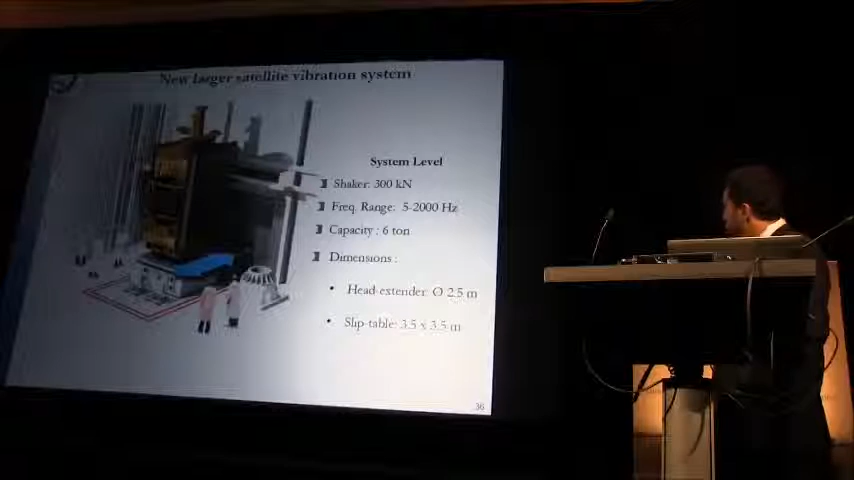 New larger satellite vibration system
System Level
Shaker: 300 kN
Freq. Range: 5-2000 Hz
Capacity : 6 ton
Dimensions :
• Head-extender: Ø 2.5 m
• Slip-table: 3.5 x 3.5 m
36